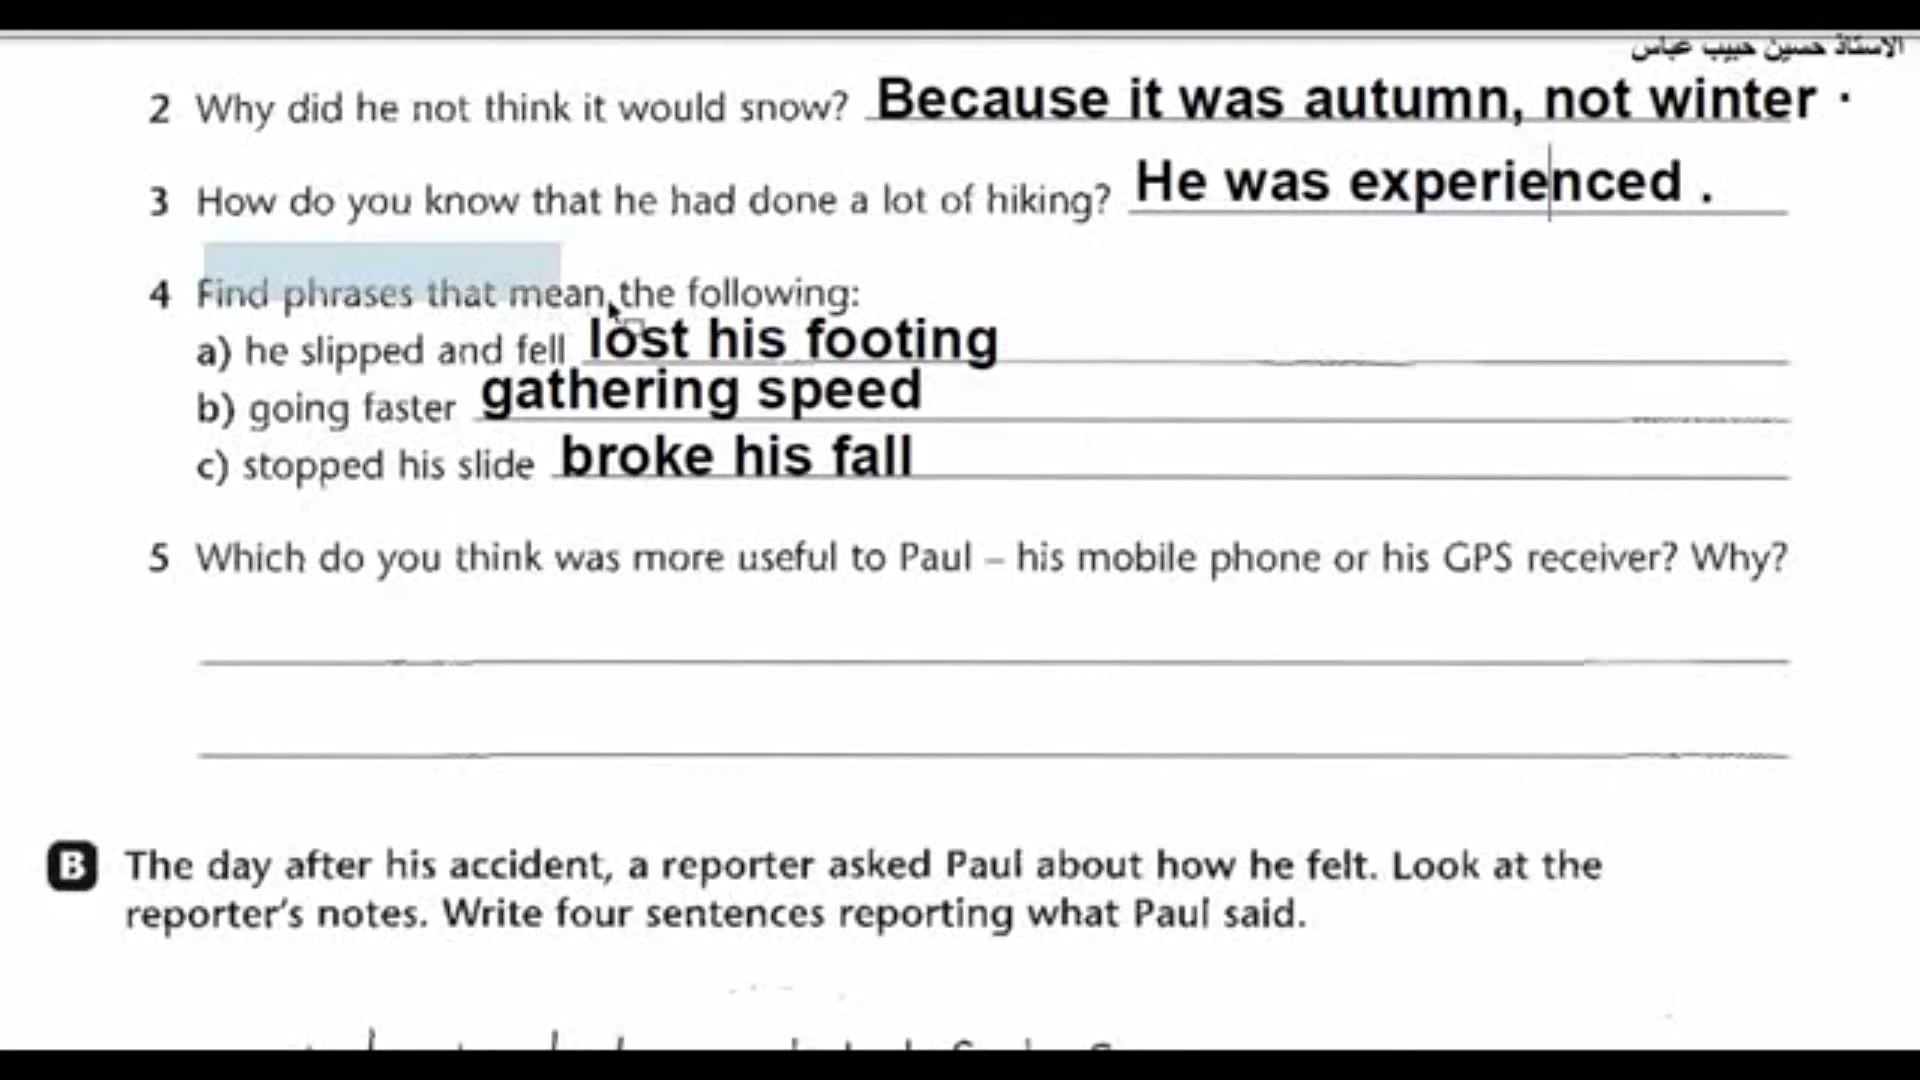 الاستاذ حسين حبيب عباس
2 Why did he not think it would snow? Because it was autumn, not winter .
3 How do you know that he had done a lot of hiking? He was experienced .
4 Find phrases that mean the following:
a) he slipped and fell lost his footing
b) going faster gathering speed
c) stopped his slide broke his fall
5 Which do you think was more useful to Paul – his mobile phone or his GPS receiver? Why?
B The day after his accident, a reporter asked Paul about how he felt. Look at the
reporter's notes. Write four sentences reporting what Paul said.